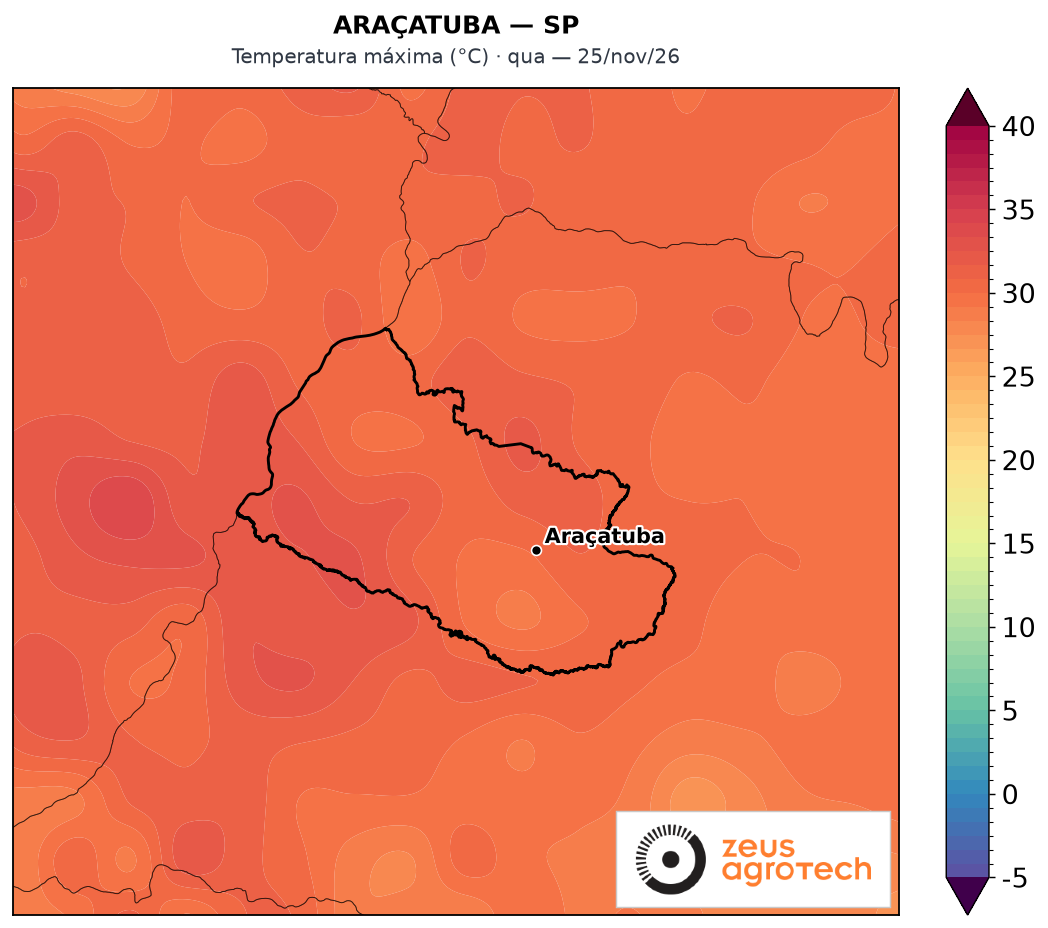 ARAÇATUBA — SP
Temperatura máxima (°C) · qua — 25/nov/26
40
35
30
25
20
15
10
5
0
-5
Araçatuba
zeus
agrotech